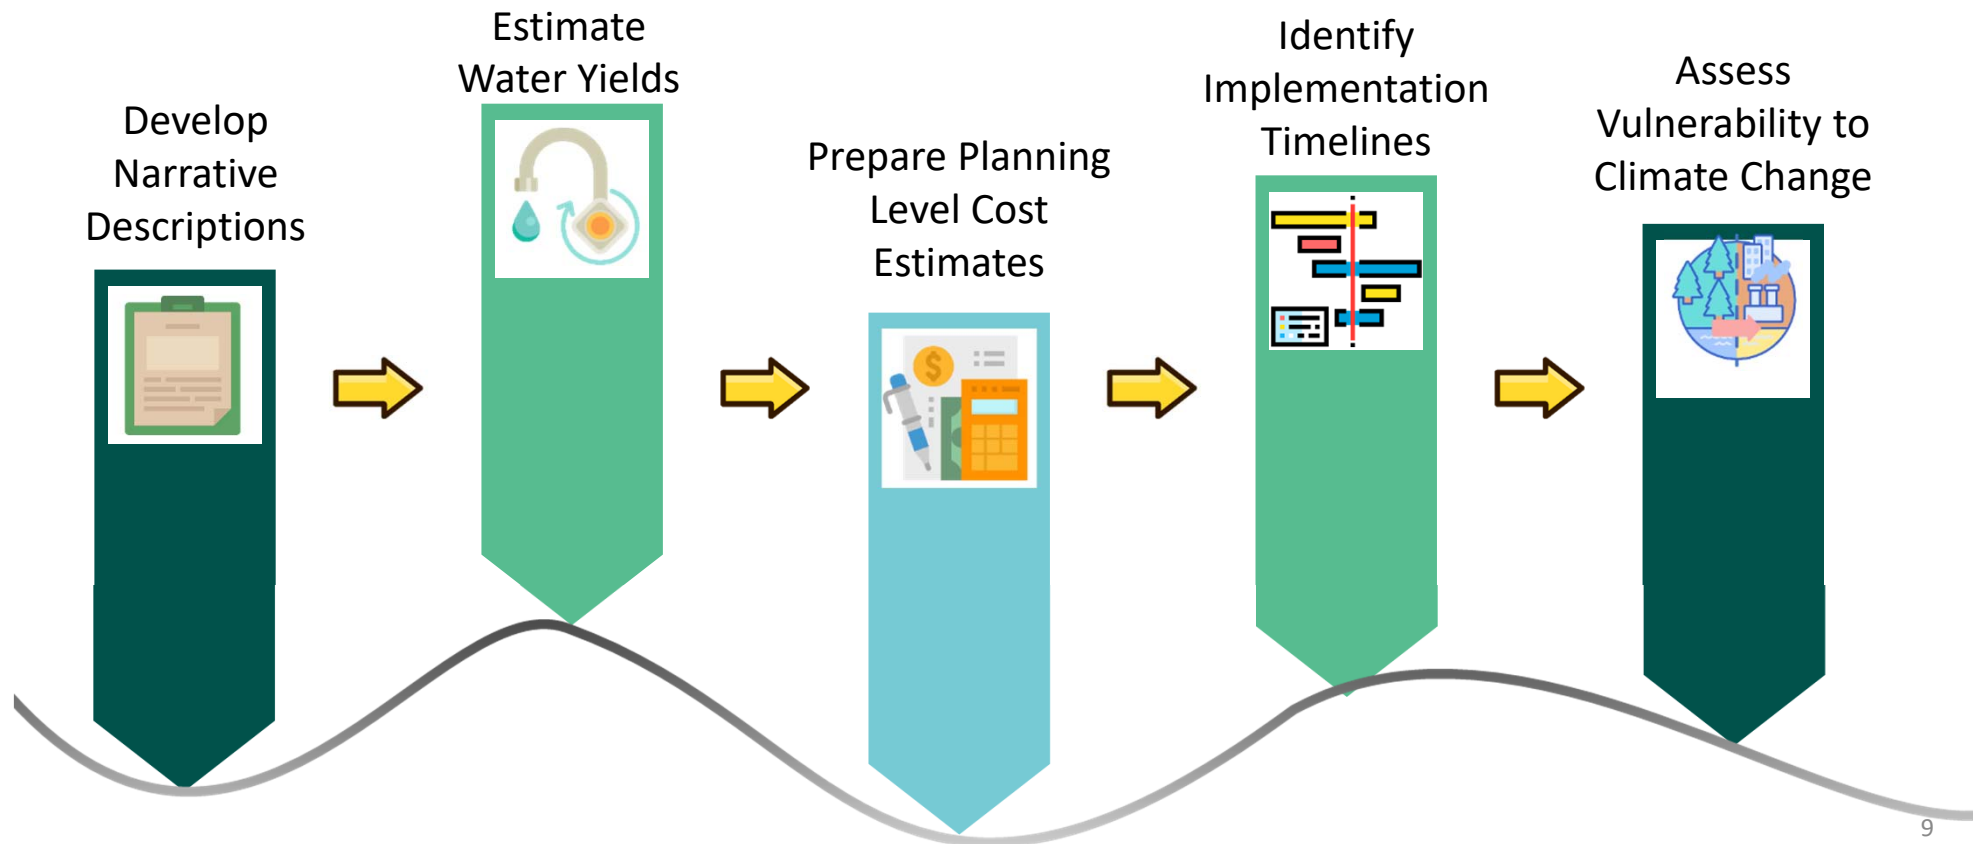 Develop
Narrative
Descriptions
Estimate
Water Yields
Prepare Planning
Level Cost
Estimates
Identify
Implementation
Timelines
Assess
Vulnerability to
Climate Change
$
9